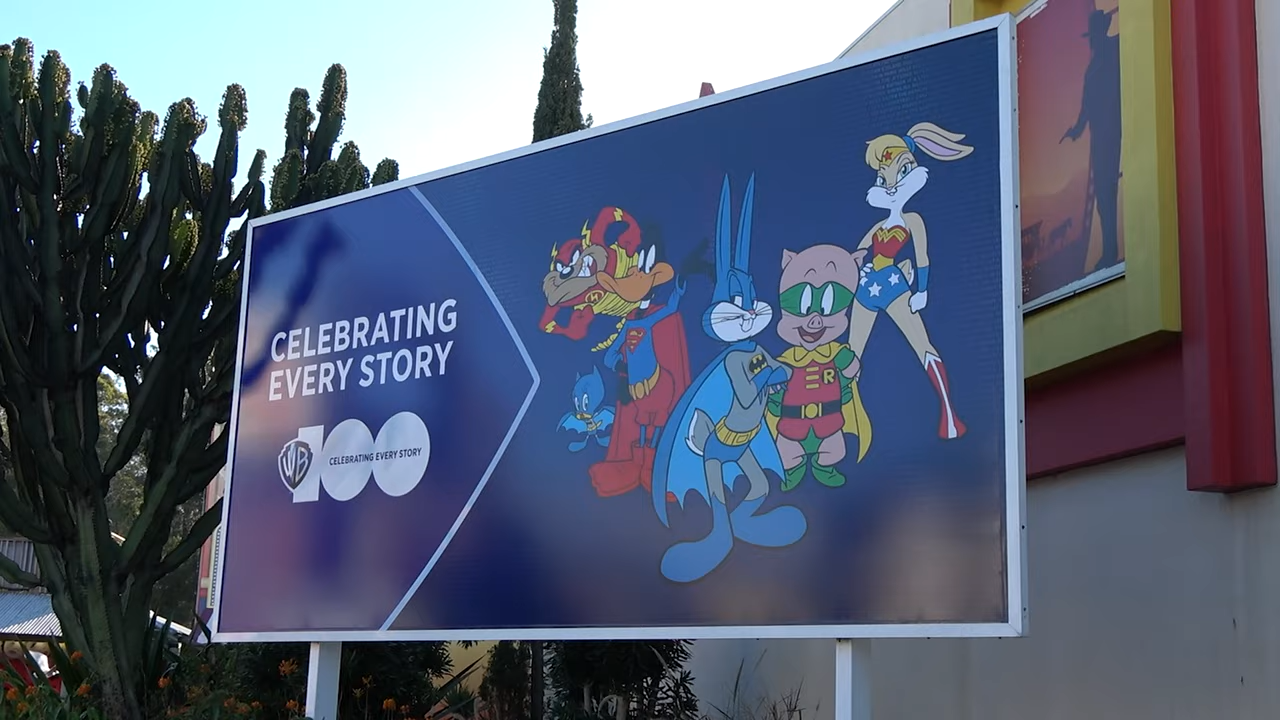 CELEBRATING
EVERY STORY
WB
100
CELEBRATING EVERY STORY
R